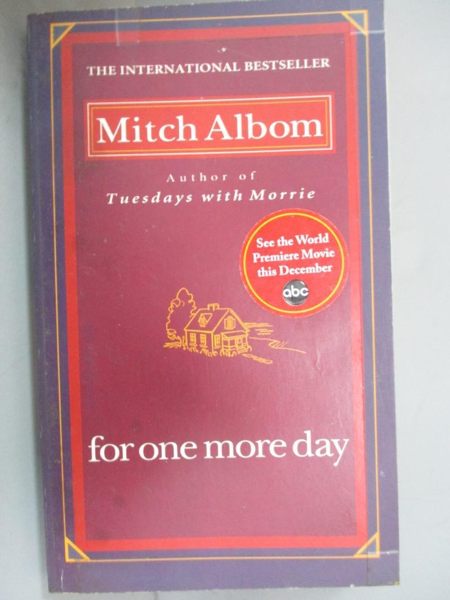 THE INTERNATIONAL BESTSELLER
Mitch Albom
Author of
Tuesdays with Morrie
See the World
Premiere Movie
this December
abc
for one more day